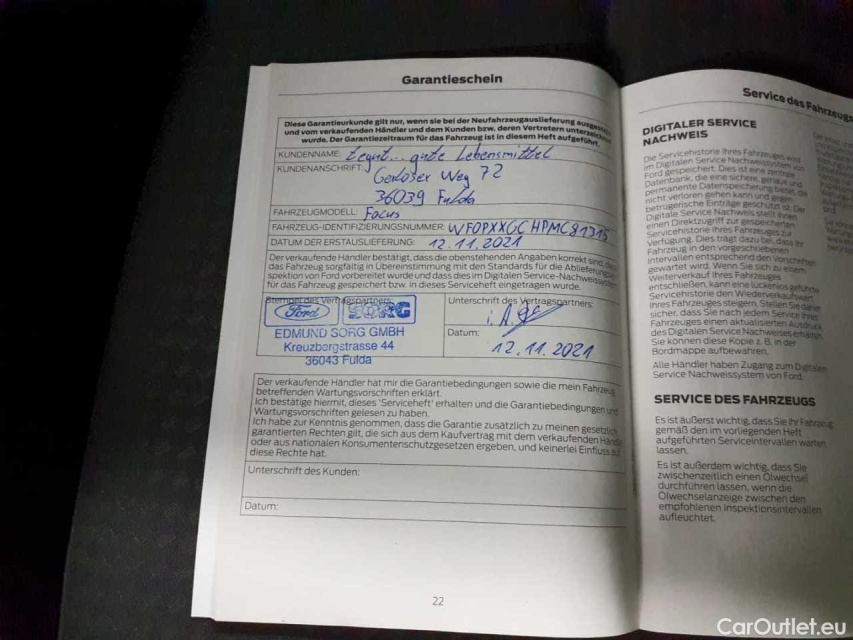 Garantieschein
Diese Garantieurkunde gilt nur, wenn sie bei der Neufahrzeugauslieferung ausgestellt
und vom verkaufenden Händler und dem Kunden bzw. deren Vertretern unterzeichnet
wurde. Der Garantiezeitraum für das Fahrzeug ist in diesem Heft aufgeführt.
KUNDENNAME: tegut... gute Lebensmittel
KUNDENANSCHRIFT: Gerloser Weg 72
36039 Fulda
FAHRZEUGMODELL: Focus
FAHRZEUG-IDENTIFIZIERUNGSNUMMER: WF0PXXGCHPMC81315
DATUM DER ERSTAUSLIEFERUNG: 12.11.2021
Der verkaufende Händler bestätigt, dass die obenstehenden Angaben korrekt sind, dass
das Fahrzeug sorgfältig in Übereinstimmung mit den Standards für die Ablieferungsin-
spektion von Ford vorbereitet wurde und dass dies im Digitalen Service-Nachweissystem
für das Fahrzeug gespeichert bzw. in dieses Serviceheft eingetragen wurde.
Stempel des Vertragspartners:
Ford SORG
EDMUND SORG GMBH
Kreuzbergstrasse 44
36043 Fulda
Unterschrift des Vertragspartners:
i.A.
Datum:
12.11.2021
Der verkaufende Händler hat mir die Garantiebedingungen sowie die mein Fahrzeug
betreffenden Wartungsvorschriften erklärt.
Ich bestätige hiermit, dieses 'Serviceheft' erhalten und die Garantiebedingungen und
Wartungsvorschriften gelesen zu haben.
Ich habe zur Kenntnis genommen, dass die Garantie zusätzlich zu meinen gesetzlich
garantierten Rechten gilt, die sich aus dem Kaufvertrag mit dem verkaufenden Händler
oder aus nationalen Konsumentenschutzgesetzen ergeben, und keinerlei Einfluss auf
diese Rechte hat.
Unterschrift des Kunden:
Datum:
22
Service des Fahrzeugs
DIGITALER SERVICE
NACHWEIS
Die Servicehistorie Ihres Fahrzeuges wird
im Digitalen Service Nachweissystem von
Ford gespeichert. Dies ist eine zentrale
Datenbank, die eine sichere, genaue und
permanente Datenspeicherung bietet, die
nicht verloren gehen kann und gegen
betrügerische Einträge geschützt ist. Der
Digitale Service Nachweis stellt Ihnen
einen Direktzugriff zur gespeicherten
Servicehistorie Ihres Fahrzeuges zur
Verfügung. Dies trägt dazu bei, dass Ihr
Fahrzeug in den vorgeschriebenen
Intervallen entsprechend den Vorschriften
gewartet wird. Wenn Sie sich zu einem
Weiterverkauf Ihres Fahrzeuges
entschließen, kann eine lückenlos geführte
Servicehistorie den Wiederverkaufswert
Ihres Fahrzeuges steigern. Stellen Sie daher
sicher, dass Sie nach jedem Service Ihres
Fahrzeuges einen aktualisierten Ausdruck
des Digitalen Service Nachweises erhalten.
Sie können diese Kopie z. B. in der
Bordmappe aufbewahren.
Alle Händler haben Zugang zum Digitalen
Service Nachweissystem von Ford.
SERVICE DES FAHRZEUGS
Es ist äußerst wichtig, dass Sie Ihr Fahrzeug
gemäß den im vorliegenden Heft
aufgeführten Serviceintervallen warten
lassen.
Es ist außerdem wichtig, dass Sie
zwischenzeitlich einen Ölwechsel
durchführen lassen, wenn die
Ölwechselanzeige zwischen den
empfohlenen Inspektionsintervallen
aufleuchtet.
CarOutlet.eu